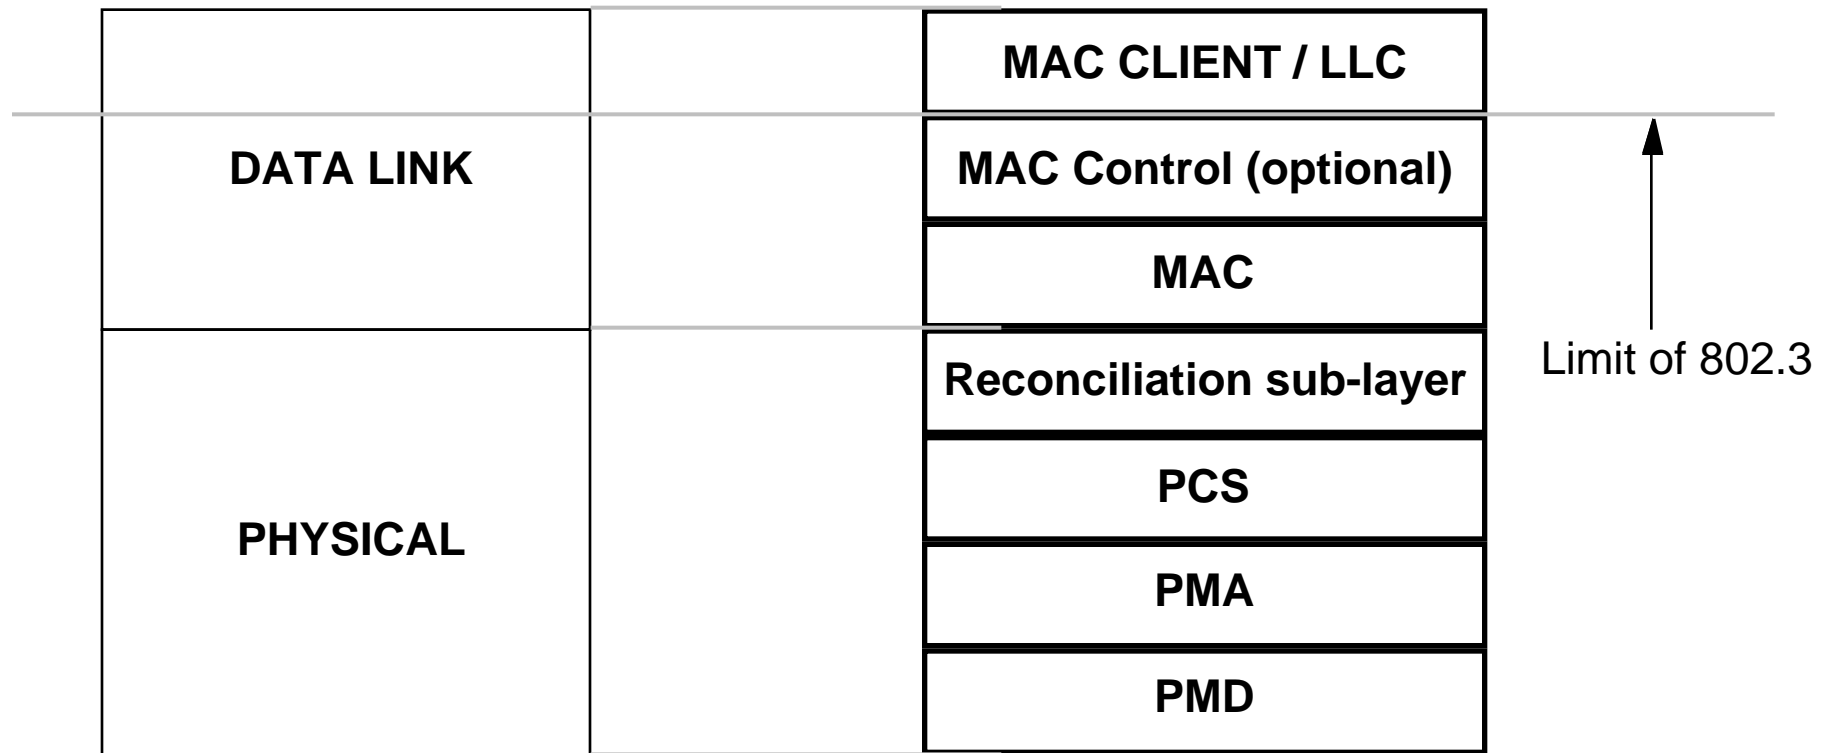 MAC CLIENT / LLC
DATA LINK
MAC Control (optional)
MAC
Reconciliation sub-layer
Limit of 802.3
PCS
PHYSICAL
PMA
PMD